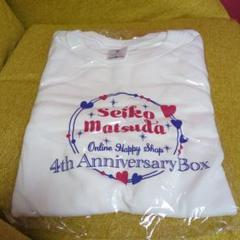 Seiko
Matsuda
Online Happy Shop
4th Anniversary Box